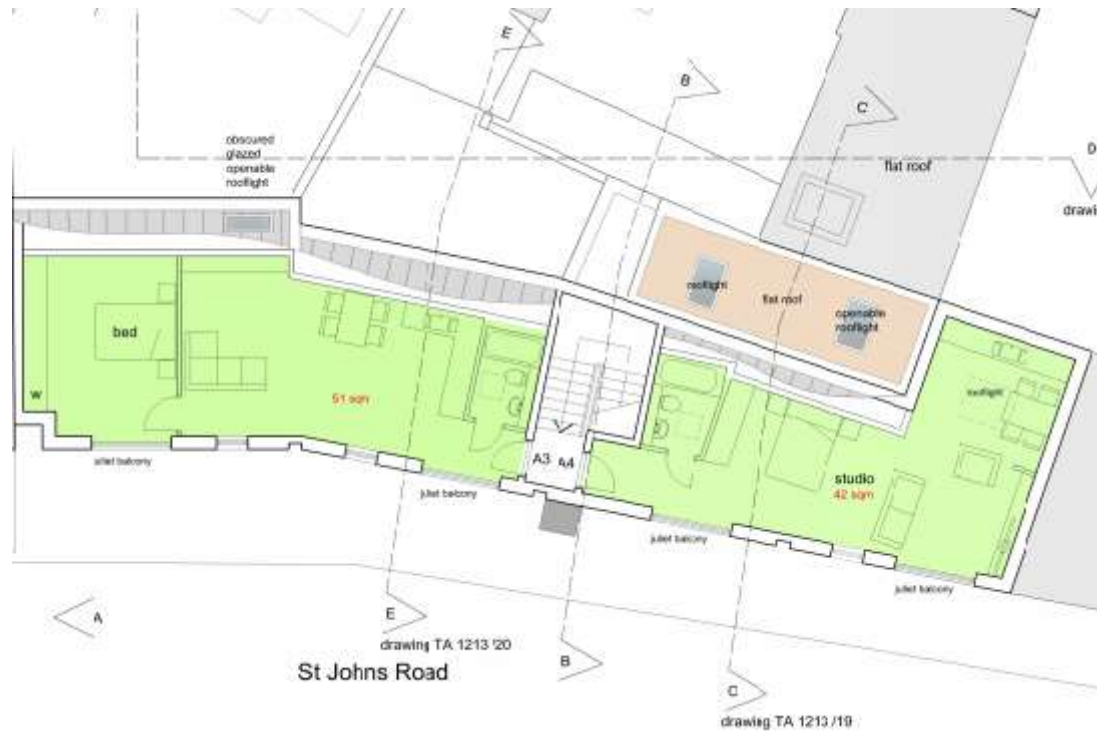 E
B
C
D
obscured
glazed
openable
rooflight
flat roof
drawin
rooflight
flat roof
openable
rooflight
bed
rooflight
51 sqm
w
studio
42 sqm
A3
A4
juliet balcony
juliet balcony
juliet balcony
juliet balcony
A
E
drawing TA 1213 /20
B
St Johns Road
C
drawing TA 1213 /19